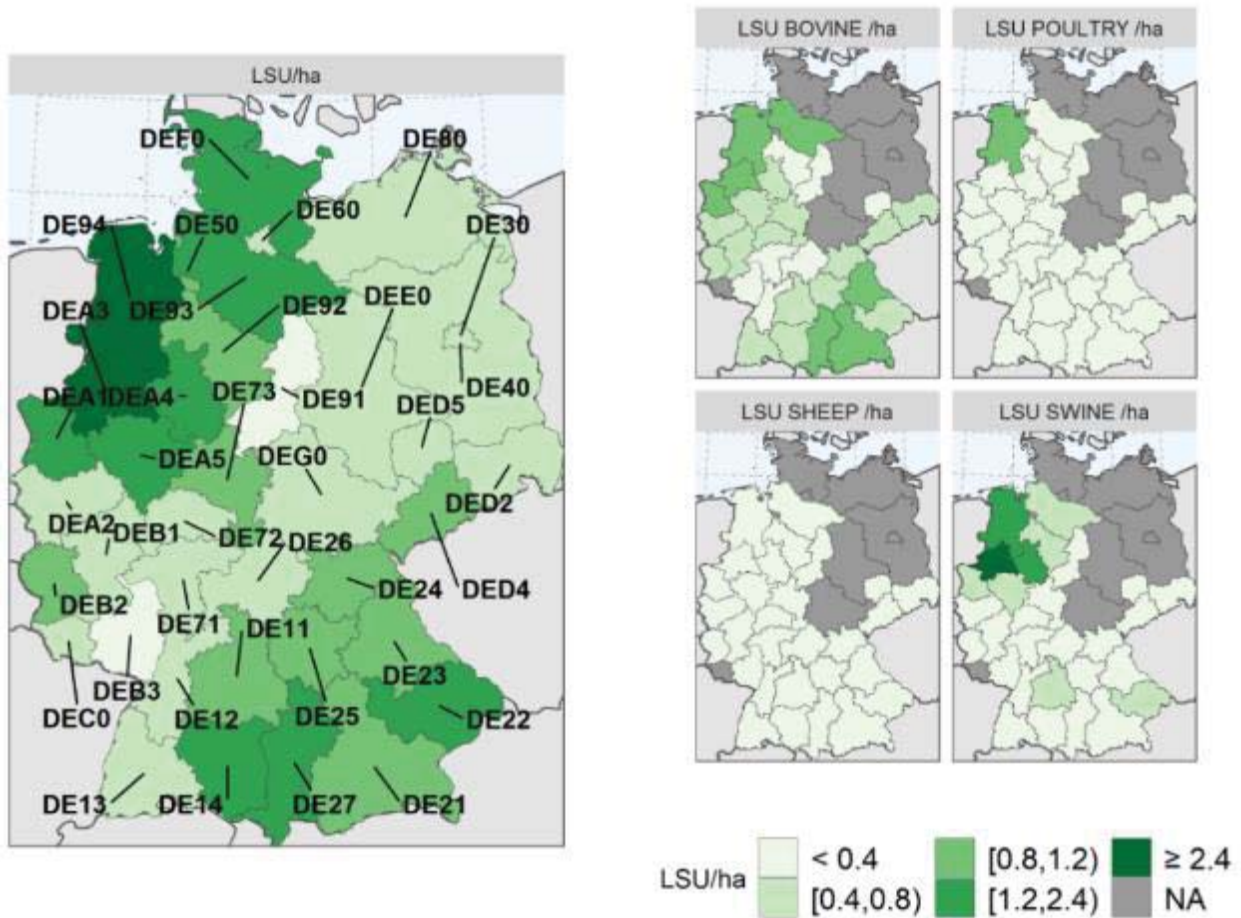 LSU/ha
DEF0
DE80
DE60
DE94
DE50
DE30
DEE0
DEA3
DE93
DE92
DE73
DEA1
DEA4
DE91
DE40
DED5
DEA5
DEG0
DED2
DEA2
DEB1
DE72
DE26
DED4
DEB2
DE24
DE71
DE11
DE23
DEB3
DEC0
DE12
DE25
DE22
DE13
DE14
DE27
DE21
LSU BOVINE /ha
LSU POULTRY /ha
LSU SHEEP /ha
LSU SWINE /ha
LSU/ha
< 0.4
[0.8,1.2)
≥ 2.4
[0.4,0.8)
[1.2,2.4)
NA